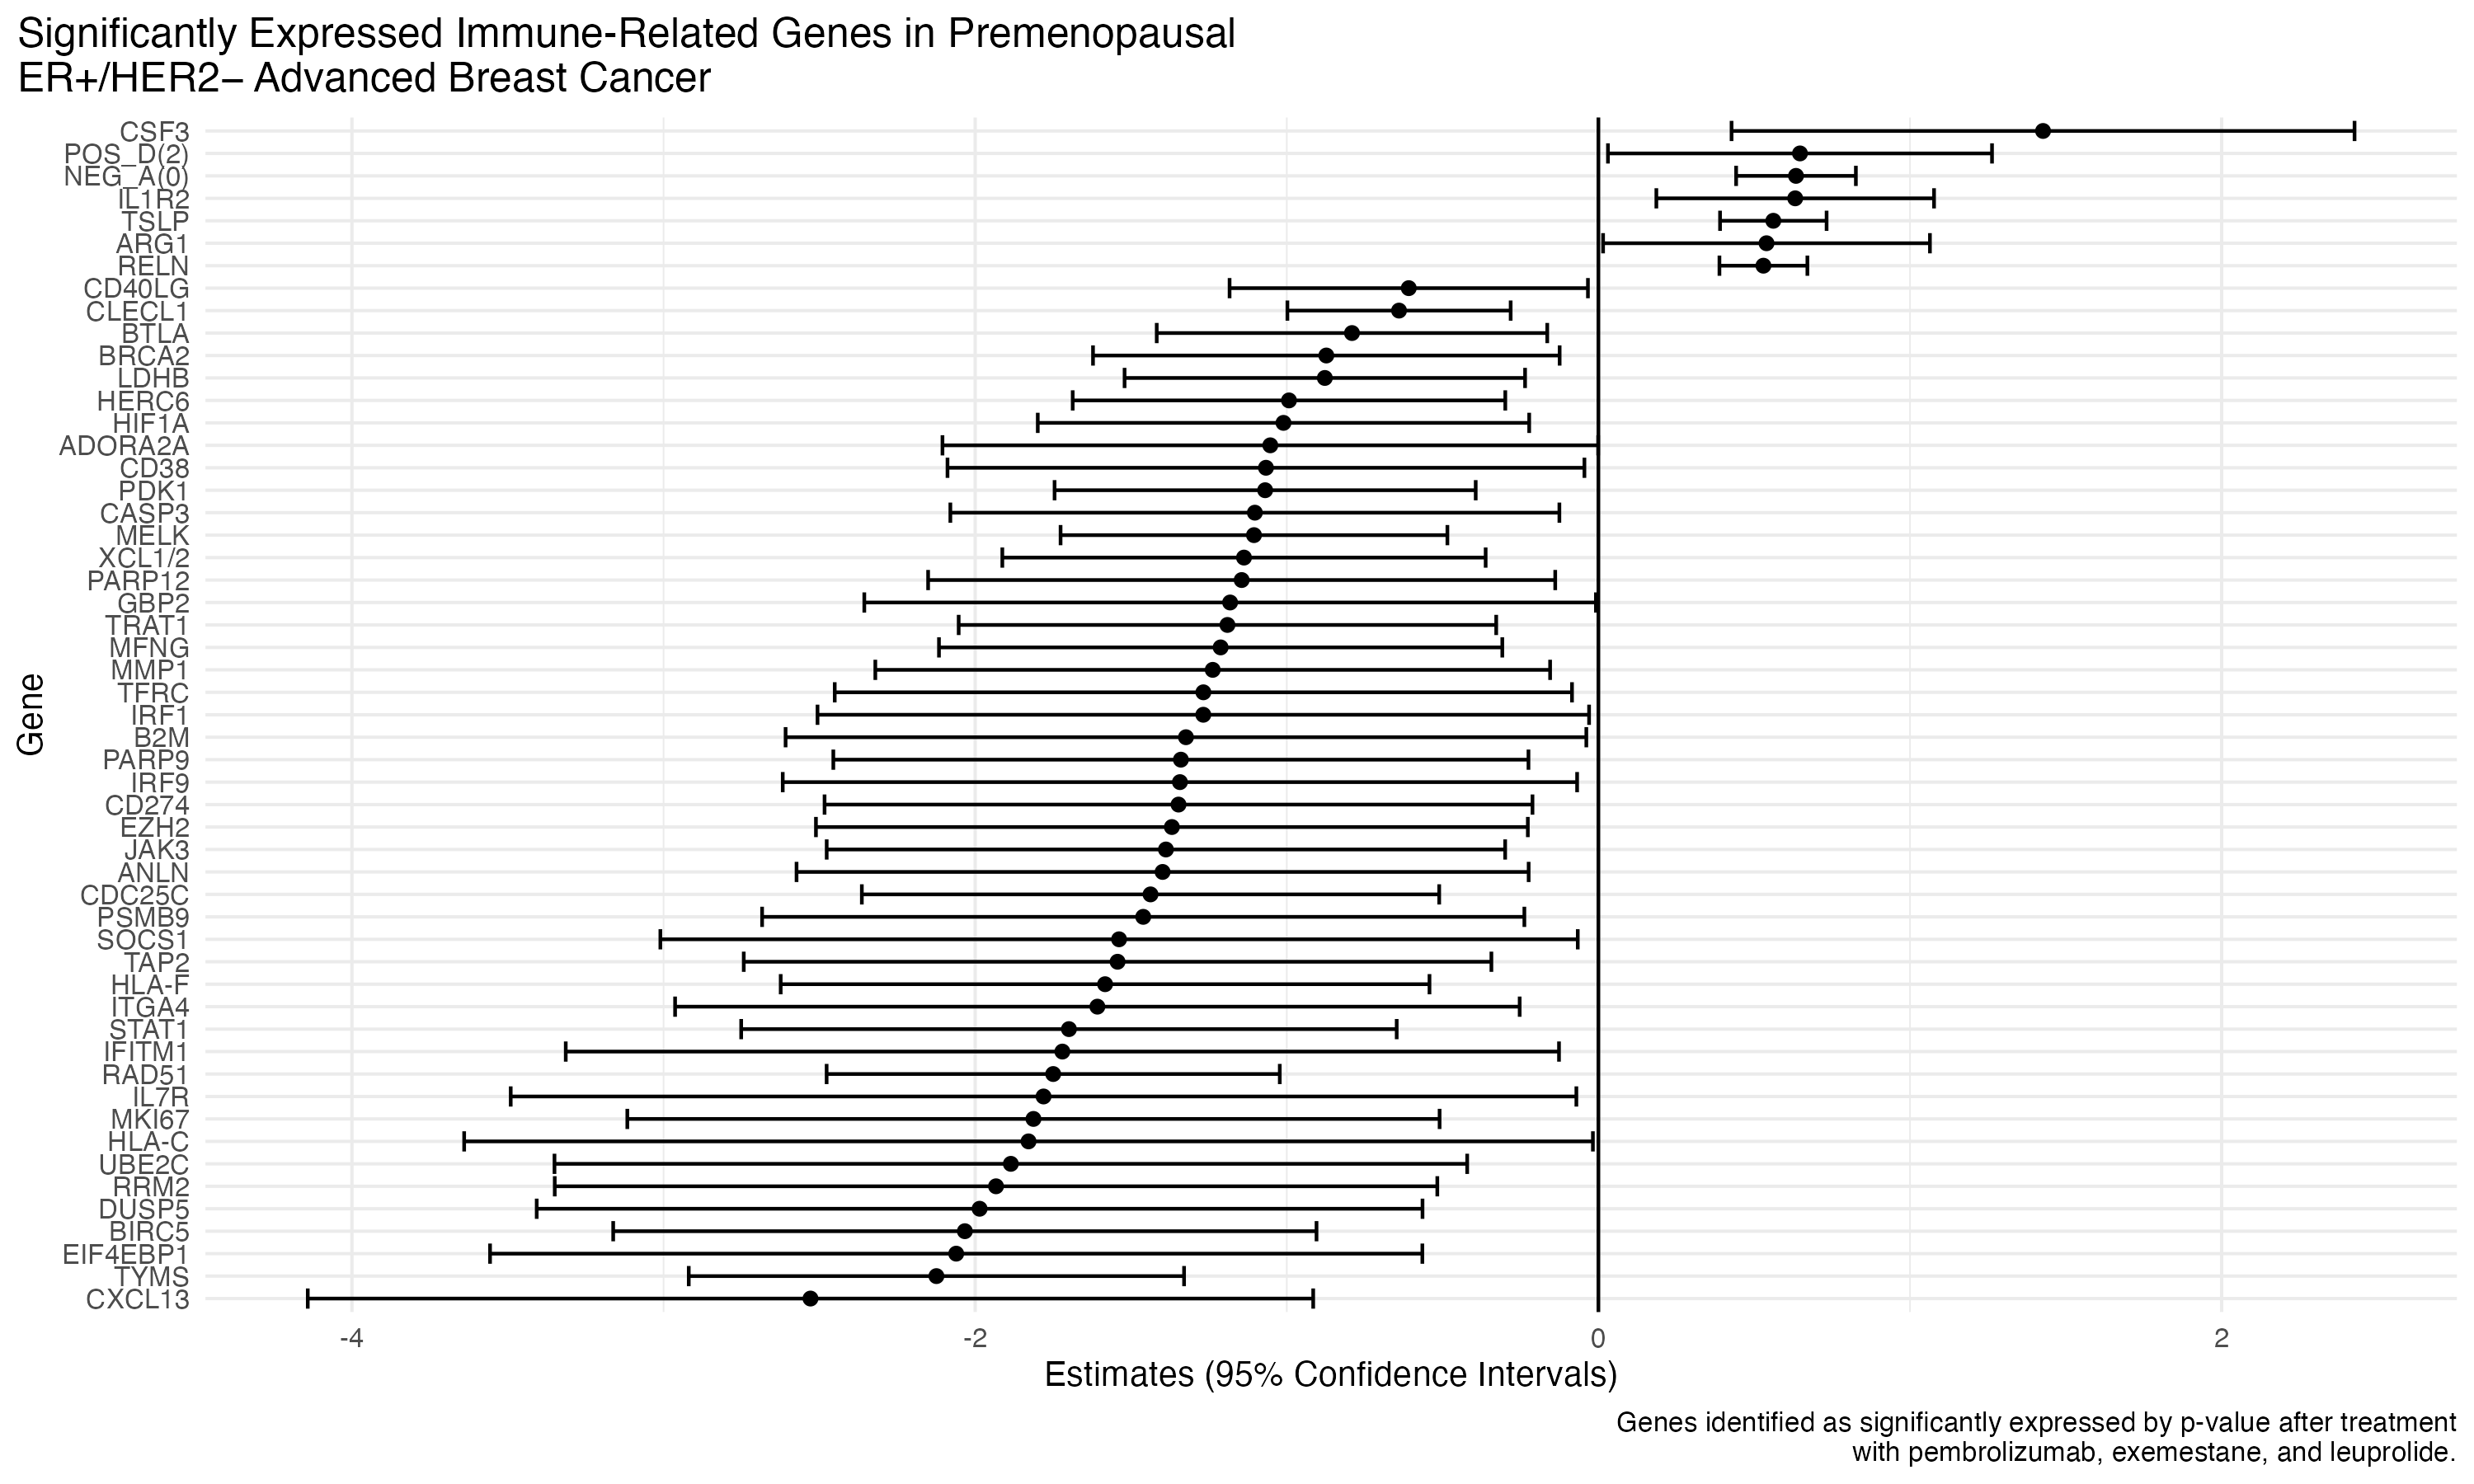 Significantly Expressed Immune-Related Genes in Premenopausal
ER+/HER2− Advanced Breast Cancer
Gene
CSF3
POS_D(2)
NEG_A(0)
IL1R2
TSLP
ARG1
RELN
CD40LG
CLECL1
BTLA
BRCA2
LDHB
HERC6
HIF1A
ADORA2A
CD38
PDK1
CASP3
MELK
XCL1/2
PARP12
GBP2
TRAT1
MFNG
MMP1
TFRC
IRF1
B2M
PARP9
IRF9
CD274
EZH2
JAK3
ANLN
CDC25C
PSMB9
SOCS1
TAP2
HLA-F
ITGA4
STAT1
IFITM1
RAD51
IL7R
MKI67
HLA-C
UBE2C
RRM2
DUSP5
BIRC5
EIF4EBP1
TYMS
CXCL13
-4 -2 0 2
Estimates (95% Confidence Intervals)
Genes identified as significantly expressed by p-value after treatment
with pembrolizumab, exemestane, and leuprolide.